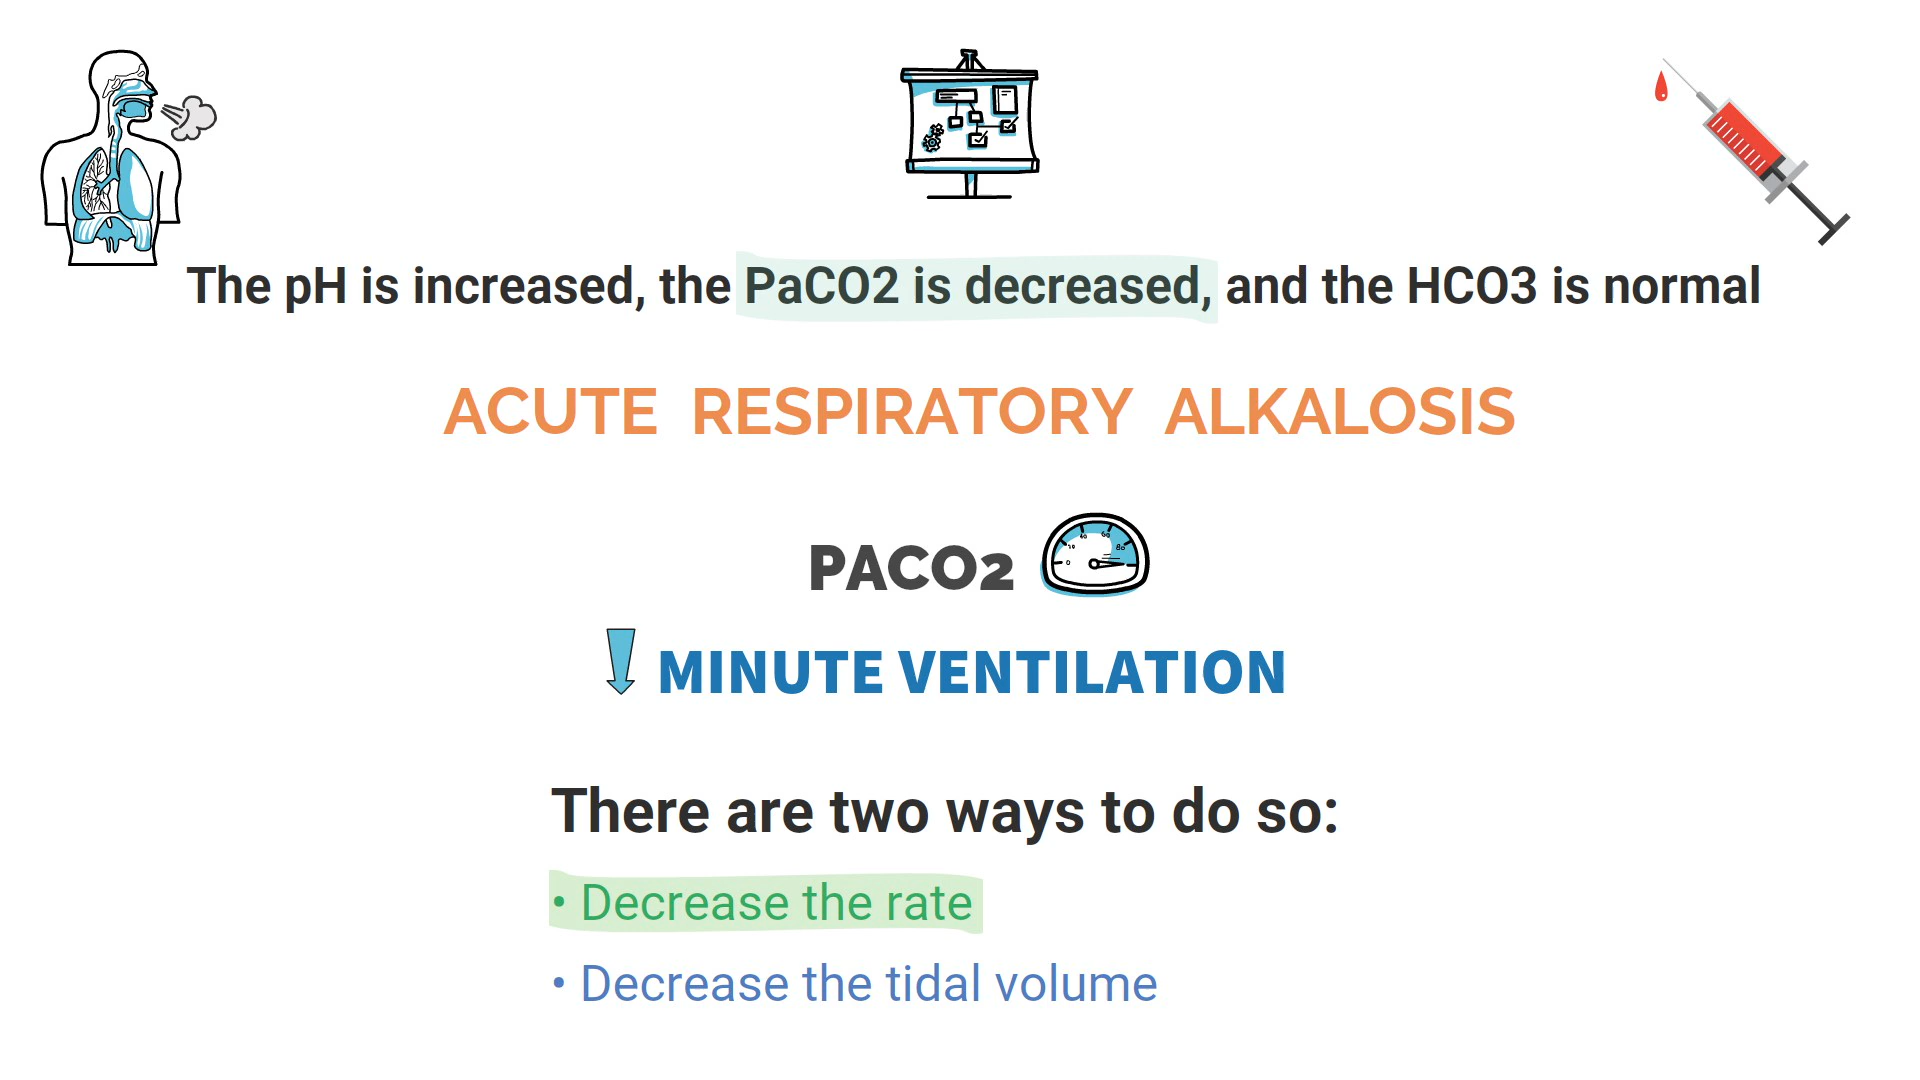 The pH is increased, the PaCO2 is decreased, and the HCO3 is normal
ACUTE RESPIRATORY ALKALOSIS
PACO2
MINUTE VENTILATION
There are two ways to do so:
• Decrease the rate
• Decrease the tidal volume